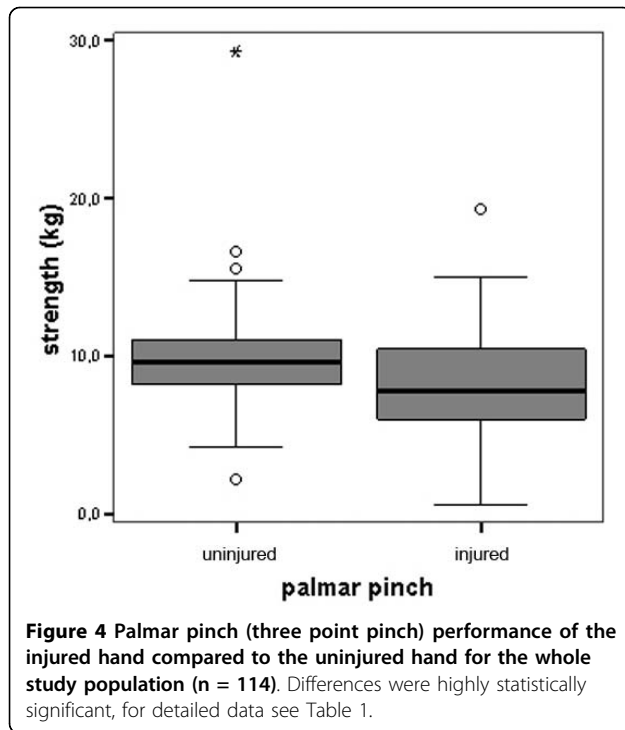 30,0
20,0
10,0
0,0
strength (kg)
uninjured injured
palmar pinch
Figure 4 Palmar pinch (three point pinch) performance of the
injured hand compared to the uninjured hand for the whole
study population (n = 114). Differences were highly statistically
significant, for detailed data see Table 1.